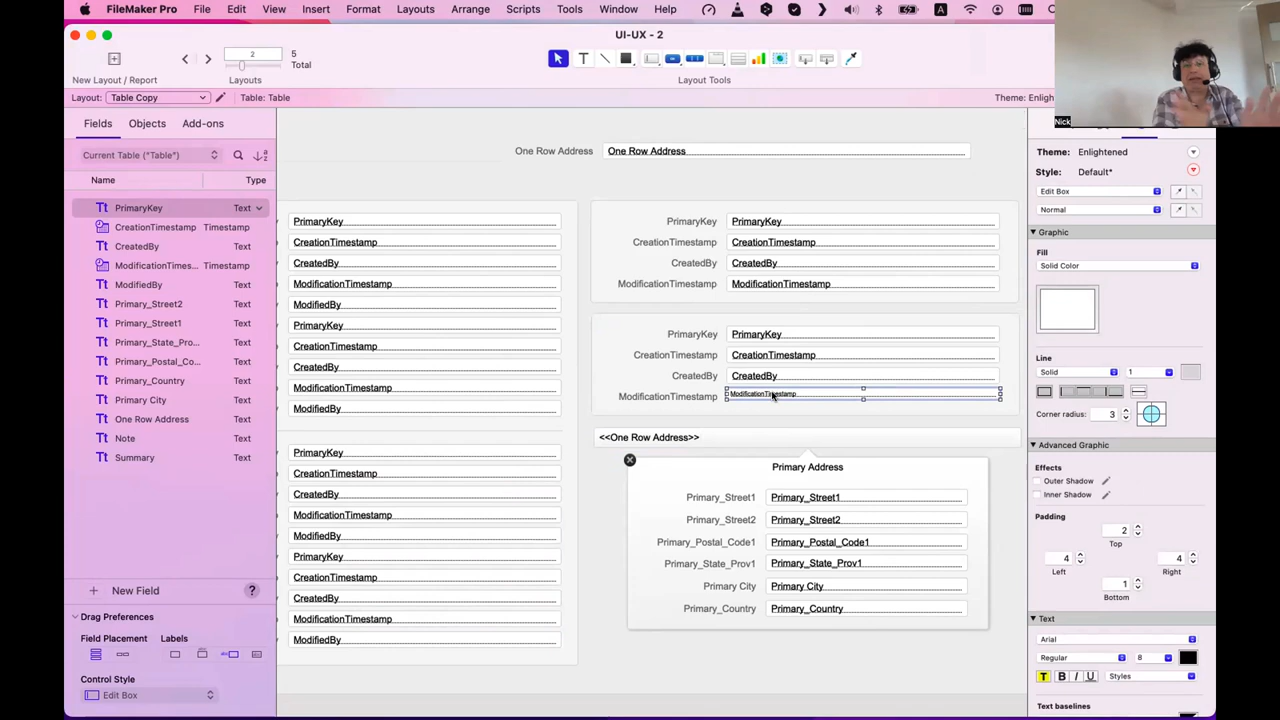 FileMaker Pro File Edit View Insert Format Layouts Arrange Scripts Tools Window Help A
UI-UX - 2
2
5
Total
New Layout / Report
Layouts
Layout Tools
Layout: Table Copy
Table: Table
Theme: Enligh
Nick
Fields Objects Add-ons
Current Table ("Table")
Name Type
PrimaryKey Text
CreationTimestamp Timestamp
CreatedBy Text
ModificationTimes... Timestamp
ModifiedBy Text
Primary_Street2 Text
Primary_Street1 Text
Primary_State_Pro... Text
Primary_Postal_Co... Text
Primary_Country Text
Primary City Text
One Row Address Text
Note Text
Summary Text
+ New Field ?
Drag Preferences
Field Placement Labels
Control Style
Edit Box
PrimaryKey
CreationTimestamp
CreatedBy
ModificationTimestamp
ModifiedBy
PrimaryKey
CreationTimestamp
CreatedBy
ModificationTimestamp
ModifiedBy
PrimaryKey
CreationTimestamp
CreatedBy
ModificationTimestamp
ModifiedBy
PrimaryKey
CreationTimestamp
CreatedBy
ModificationTimestamp
ModifiedBy
One Row Address One Row Address
PrimaryKey PrimaryKey
CreationTimestamp CreationTimestamp
CreatedBy CreatedBy
ModificationTimestamp ModificationTimestamp
PrimaryKey PrimaryKey
CreationTimestamp CreationTimestamp
CreatedBy CreatedBy
ModificationTimestamp ModificationTimestamp
<<One Row Address>>
Primary Address
Primary_Street1 Primary_Street1
Primary_Street2 Primary_Street2
Primary_Postal_Code1 Primary_Postal_Code1
Primary_State_Prov1 Primary_State_Prov1
Primary City Primary City
Primary_Country Primary_Country
Theme: Enlightened
Style: Default*
Edit Box
Normal
Graphic
Fill
Solid Color
Line
Solid 1
Corner radius: 3
Advanced Graphic
Effects
Outer Shadow
Inner Shadow
Padding
2
Top
4 4
Left Right
1
Bottom
Text
Arial
Regular 8
T B I U Styles
Text baselines